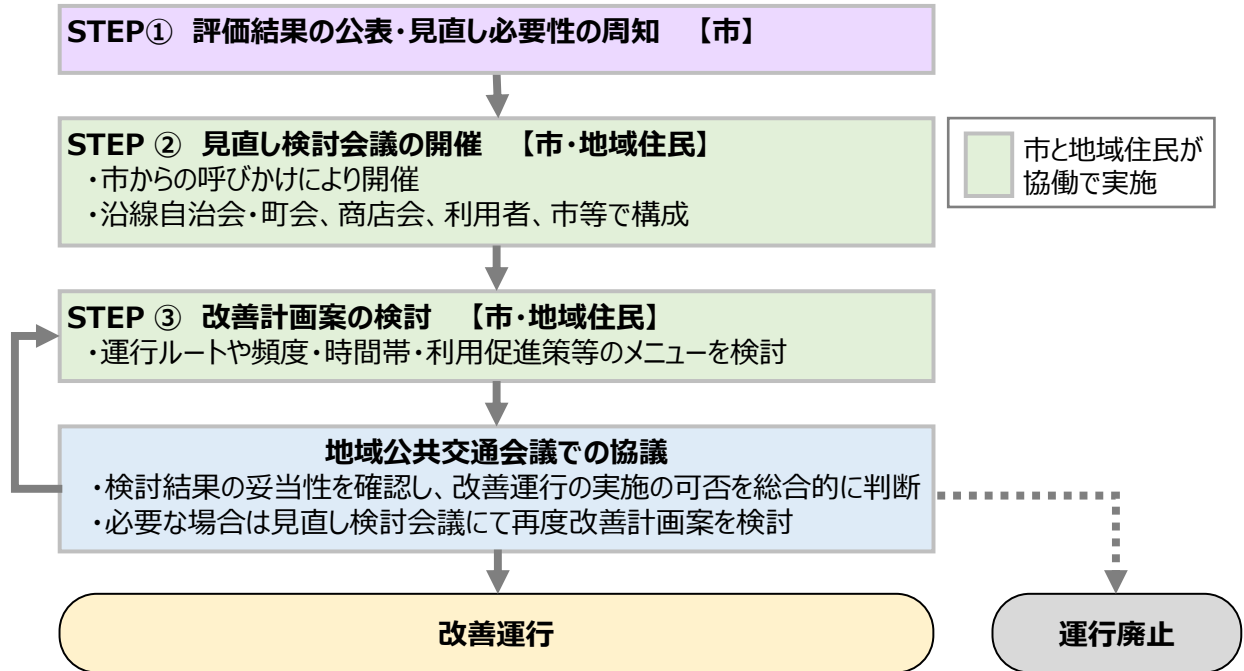 STEP① 評価結果の公表・見直し必要性の周知 【市】
STEP ② 見直し検討会議の開催 【市・地域住民】
・市からの呼びかけにより開催
・沿線自治会・町会、商店会、利用者、市等で構成
市と地域住民が
協働で実施
STEP ③ 改善計画案の検討 【市・地域住民】
・運行ルートや頻度・時間帯・利用促進策等のメニューを検討
地域公共交通会議での協議
・検討結果の妥当性を確認し、改善運行の実施の可否を総合的に判断
・必要な場合は見直し検討会議にて再度改善計画案を検討
改善運行
運行廃止